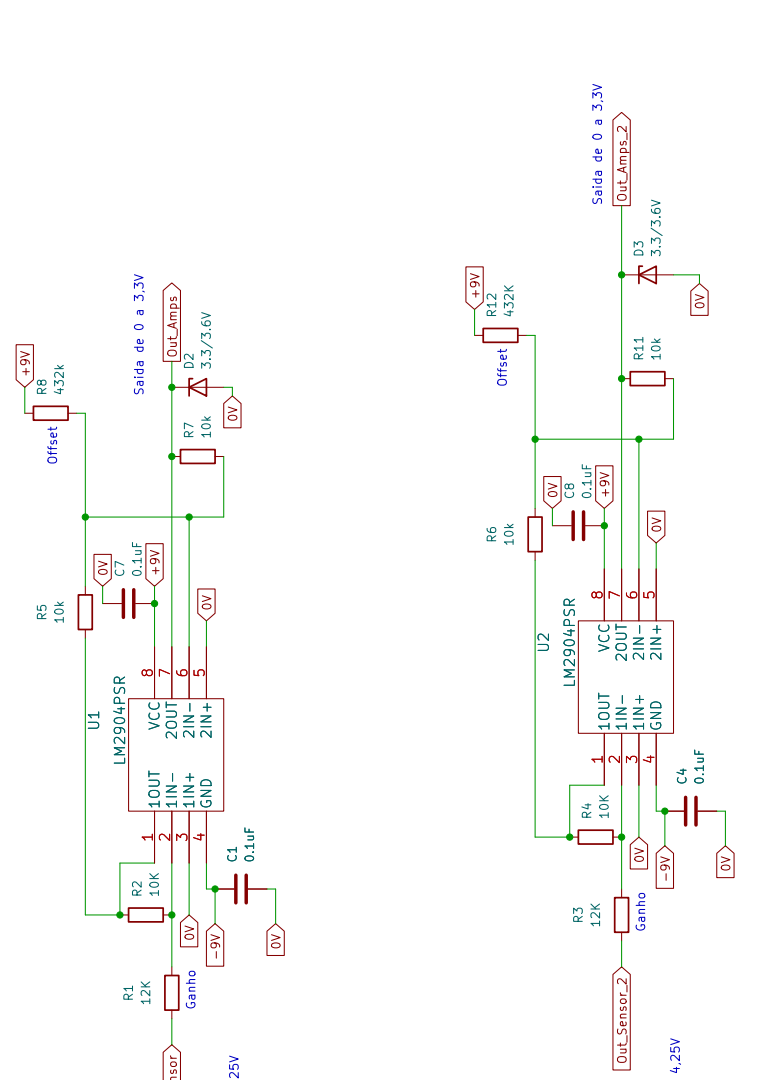 +9V
R8
432k
Offset
Saida de 0 a 3,3V
Out_Amps
D2
3.3/3.6V
0V
R7
10k
R5
10k
0V
C7
0.1uF
+9V
0V
U1
LM2904PSR
8
7
6
5
VCC
2OUT
2IN-
2IN+
1OUT
1IN-
1IN+
GND
1
2
3
4
R2
10K
C1
0.1uF
0V
-9V
0V
R1
12K
Ganho
25V
Saida de 0 a 3,3V
Out_Amps_2
D3
3.3/3.6V
0V
+9V
R12
432K
Offset
R11
10k
R6
10k
0V
C8
0.1uF
+9V
0V
U2
LM2904PSR
8
7
6
5
VCC
2OUT
2IN-
2IN+
1OUT
1IN-
1IN+
GND
1
2
3
4
R4
10K
C4
0.1uF
0V
-9V
0V
R3
12K
Ganho
Out_Sensor_2
4,25V